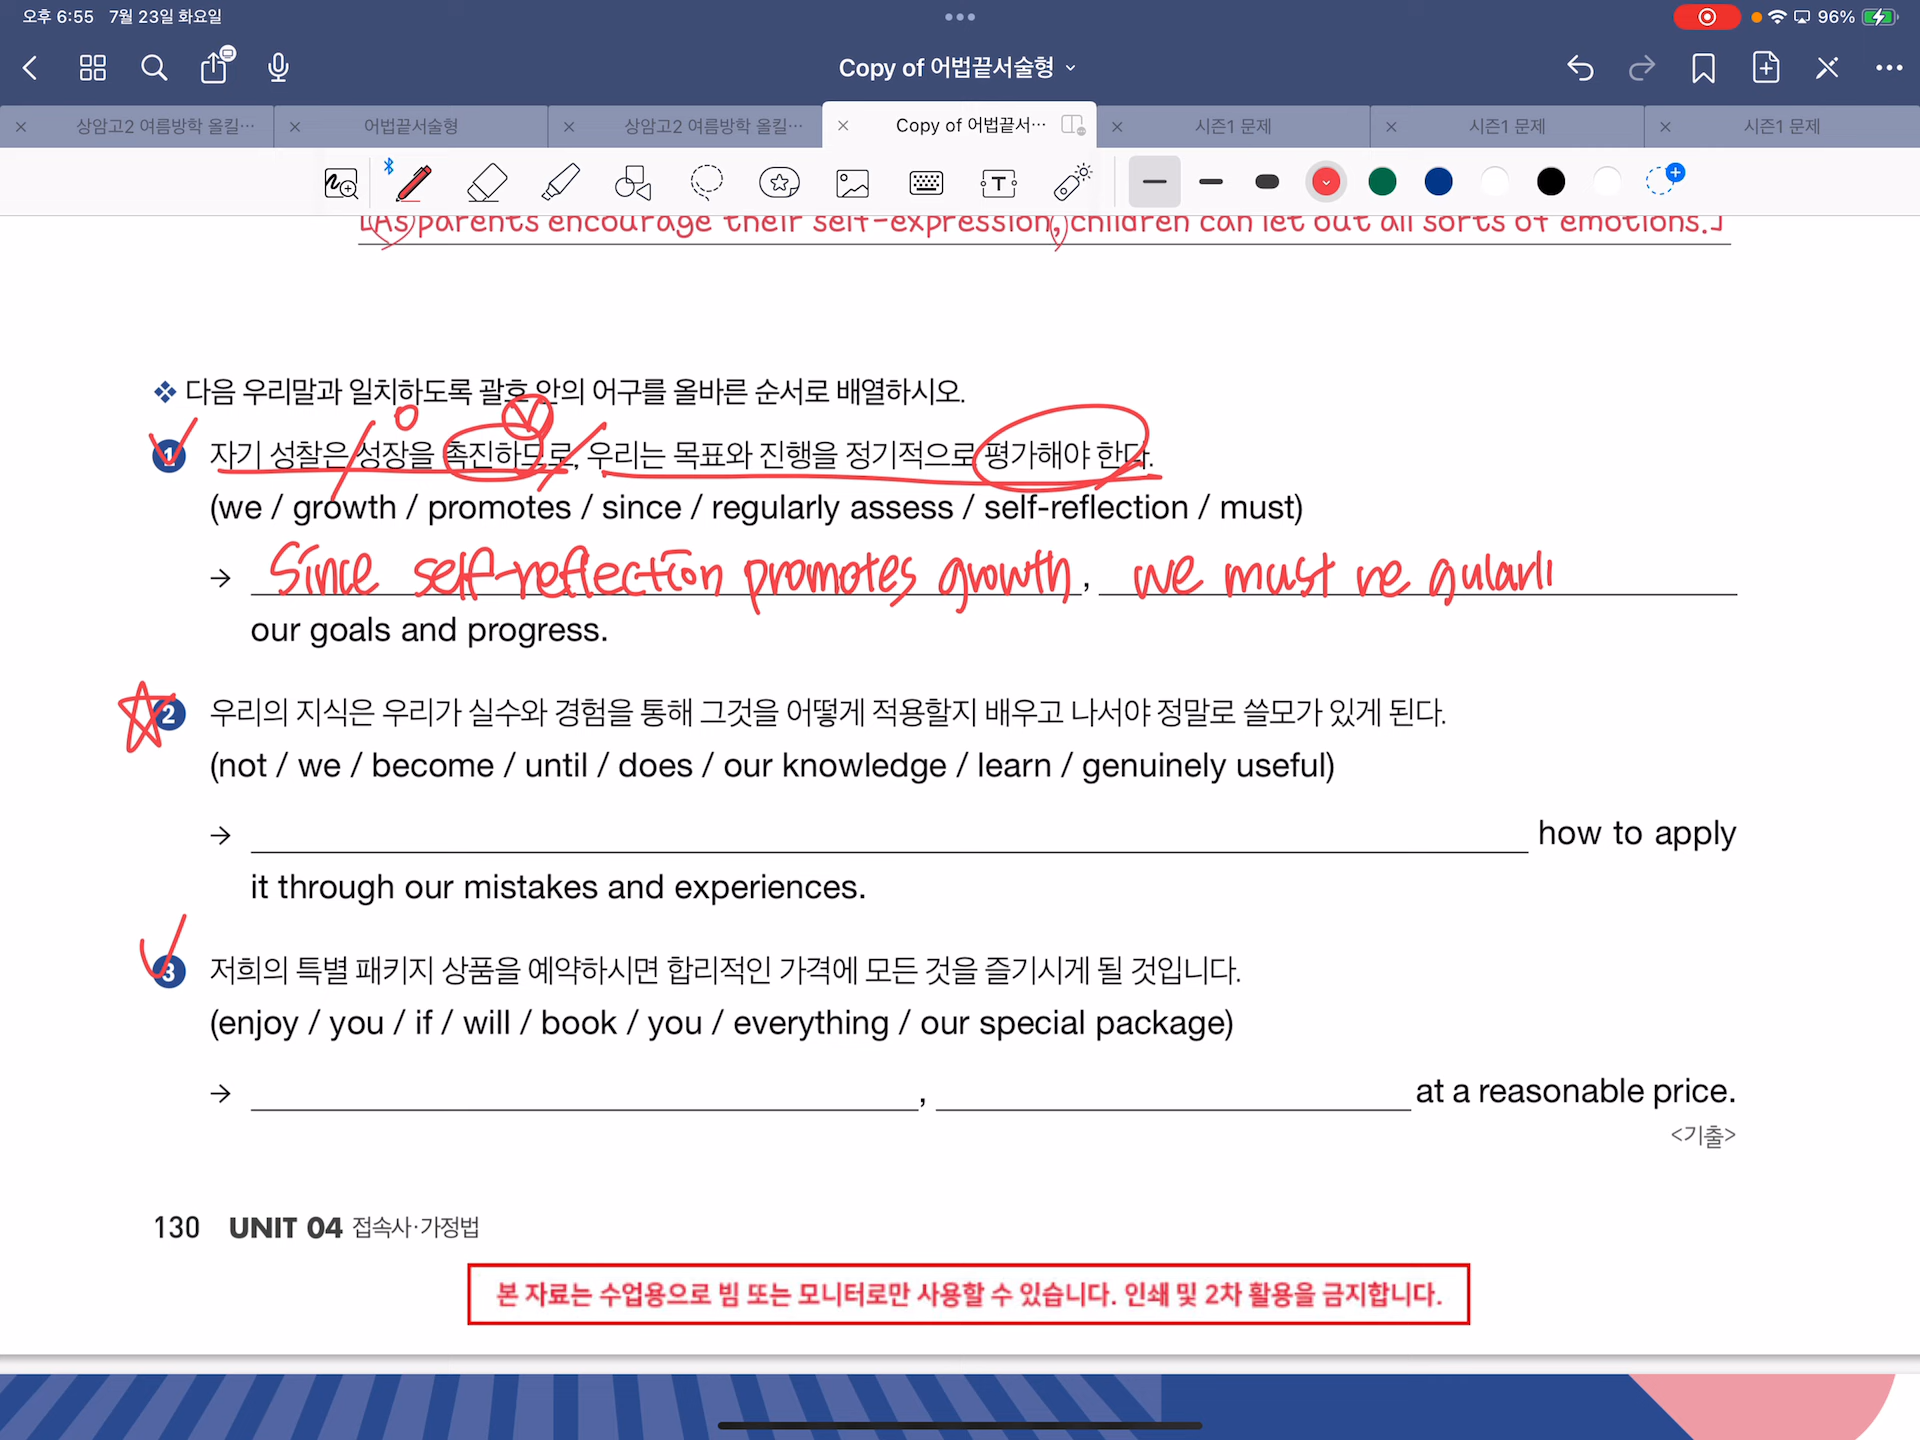 오후 6:55 7월 23일 화요일
96%
Copy of 어법끝서술형
상암고2 여름방학 올킬…
어법끝서술형
상암고2 여름방학 올킬…
Copy of 어법끝서…
시즌1 문제
시즌1 문제
시즌1 문제
[As parents encourage their self-expression, children can let out all sorts of emotions.」
❖ 다음 우리말과 일치하도록 괄호 안의 어구를 올바른 순서로 배열하시오.
1 자기 성찰은 성장을 촉진하므로, 우리는 목표와 진행을 정기적으로 평가해야 한다.
(we / growth / promotes / since / regularly assess / self-reflection / must)
→ Since self-reflection promotes growth, we must regularl
our goals and progress.
2 우리의 지식은 우리가 실수와 경험을 통해 그것을 어떻게 적용할지 배우고 나서야 정말로 쓸모가 있게 된다.
(not / we / become / until / does / our knowledge / learn / genuinely useful)
→ how to apply
it through our mistakes and experiences.
3 저희의 특별 패키지 상품을 예약하시면 합리적인 가격에 모든 것을 즐기시게 될 것입니다.
(enjoy / you / if / will / book / you / everything / our special package)
→ , at a reasonable price.
<기출>
130 UNIT 04 접속사·가정법
본 자료는 수업용으로 빔 또는 모니터로만 사용할 수 있습니다. 인쇄 및 2차 활용을 금지합니다.